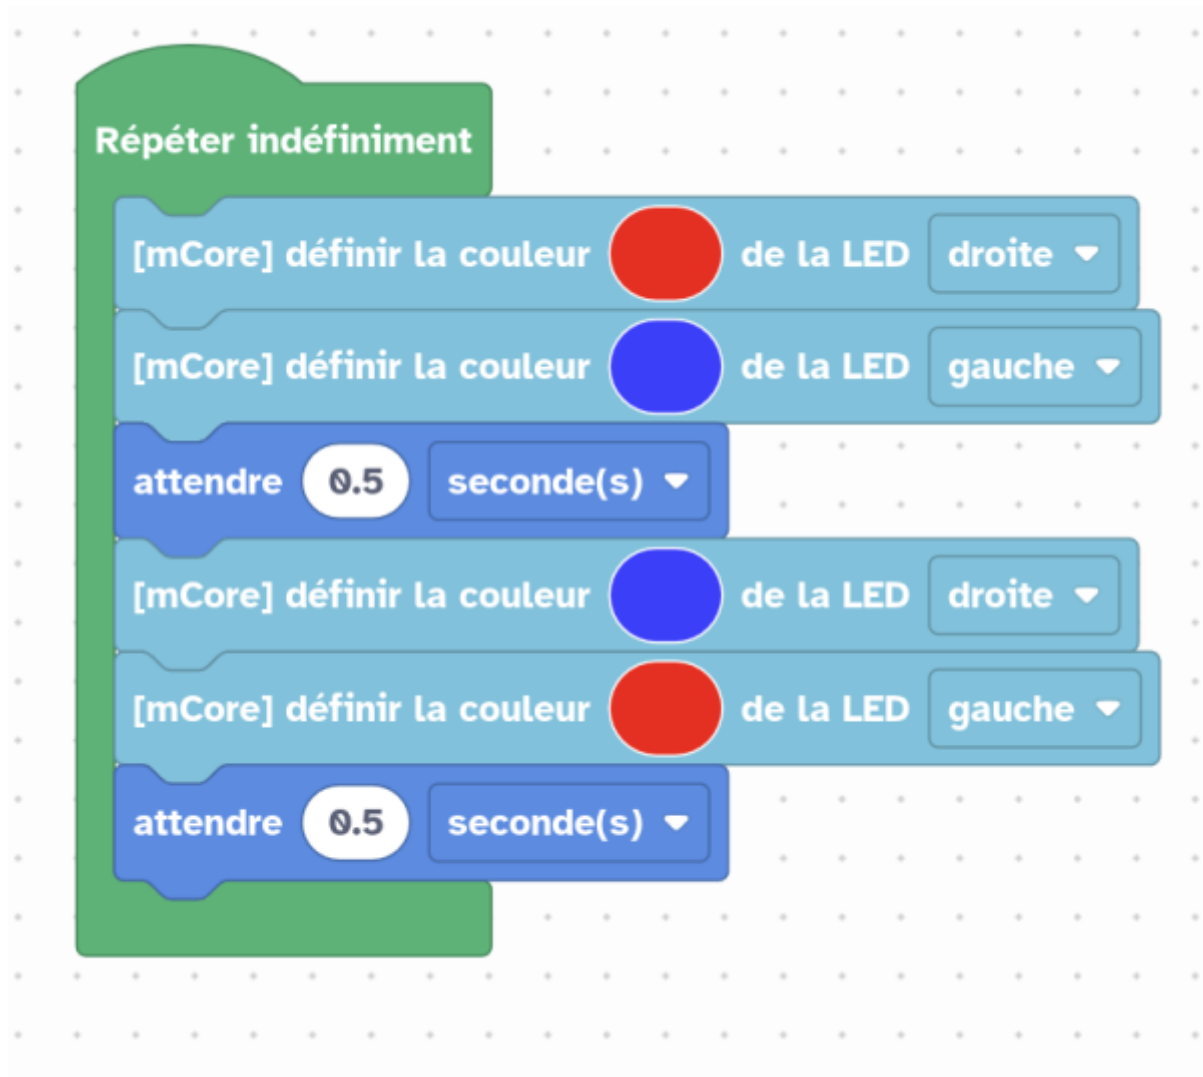 Répéter indéfiniment
[mCore] définir la couleur de la LED droite
[mCore] définir la couleur de la LED gauche
attendre 0.5 seconde(s)
[mCore] définir la couleur de la LED droite
[mCore] définir la couleur de la LED gauche
attendre 0.5 seconde(s)